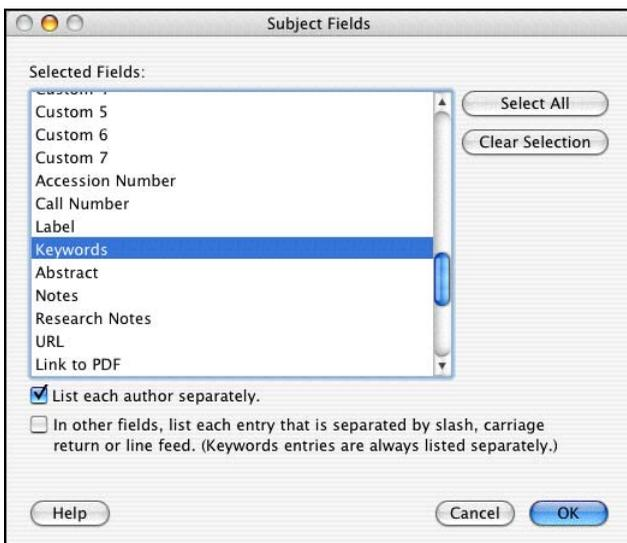 Subject Fields
Selected Fields:
Custom 5
Custom 6
Custom 7
Accession Number
Call Number
Label
Keywords
Abstract
Notes
Research Notes
URL
Link to PDF
Select All
Clear Selection
List each author separately.
In other fields, list each entry that is separated by slash, carriage
return or line feed. (Keywords entries are always listed separately.)
Help
Cancel
OK